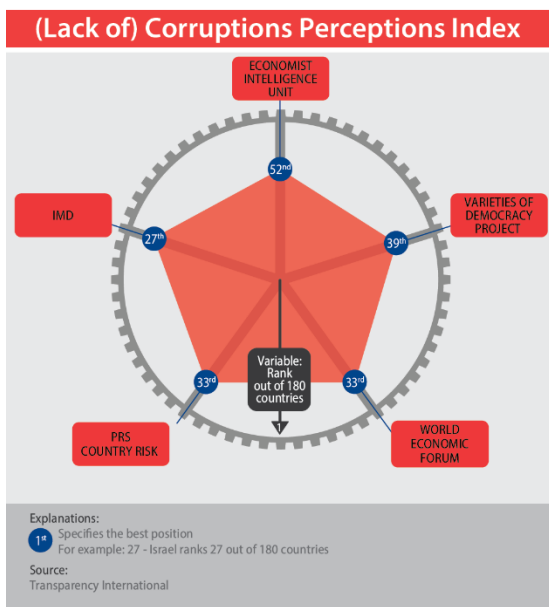 (Lack of) Corruptions Perceptions Index
ECONOMIST
INTELLIGENCE
UNIT
52nd
IMD
27th
VARIETIES OF
DEMOCRACY
PROJECT
39th
Variable:
Rank
out of 180
countries
1
33rd
33rd
PRS
COUNTRY RISK
WORLD
ECONOMIC
FORUM
Explanations:
1st
Specifies the best position
For example: 27 - Israel ranks 27 out of 180 countries
Source:
Transparency International